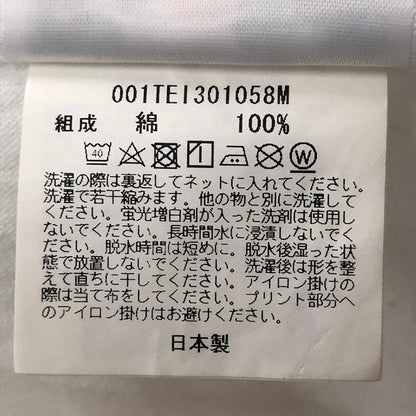 001TEI301058M
組成 綿 100%
40 W
洗濯の際は裏返してネットに入れてください。
洗濯で若干縮みます。他の物と別に洗濯して
ください。蛍光増白剤が入った洗剤は使用し
ないでください。長時間水に浸漬しないでく
ださい。脱水時間は短めに。脱水後湿った状
態で放置しないでください。洗濯後は形を整
えて直ちに干してください。アイロン掛けの
際は当て布をしてください。プリント部分へ
のアイロン掛けはお避けください。
日本製